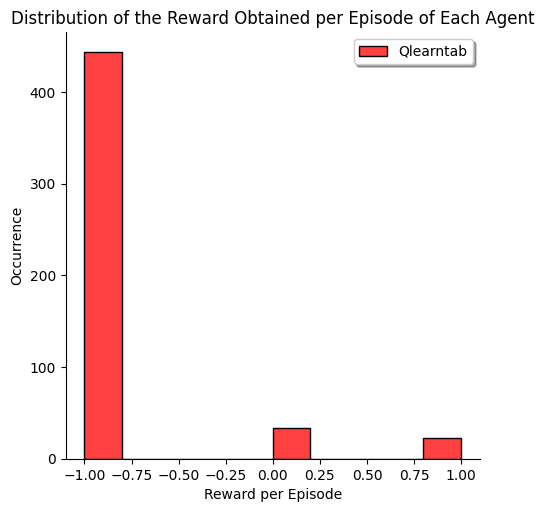 Distribution of the Reward Obtained per Episode of Each Agent
Qlearntab
Occurrence
400
300
200
100
0
−1.00 −0.75 −0.50 −0.25 0.00 0.25 0.50 0.75 1.00
Reward per Episode